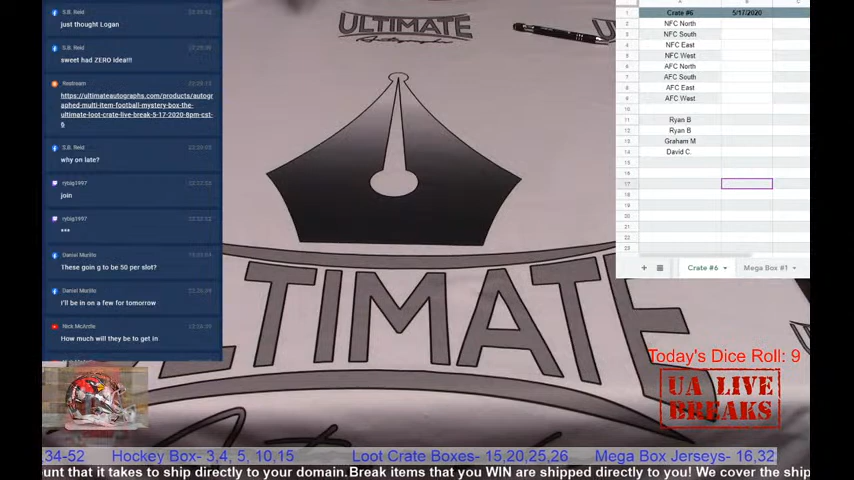 S.B. Reid
just thought Logan
S.B. Reid
sweet had ZERO idea!!!
Restream
https://ultimateautographs.com/products/autogr
aphed-multi-item-football-mystery-box-the-
ultimate-loot-crate-live-break-5-17-2020-8pm-cst-
6
S.B. Reid
why on late?
rybig1997
join
rybig1997
***
Daniel Murillo
These goin g to be 50 per slot?
Daniel Murillo
I'll be in on a few for tomorrow
Nick McArdle
How much will they be to get in
ULTIMATE
ULTIMATE
Crate #6 5/17/2020
NFC North
NFC South
NFC East
NFC West
AFC North
AFC South
AFC East
AFC West
Ryan B
Ryan B
Graham M
David C.
Crate #6 Mega Box #1
Today's Dice Roll: 9
UA LIVE
BREAKS
34-52 Hockey Box- 3,4, 5, 10,15 Loot Crate Boxes- 15,20,25,26 Mega Box Jerseys- 16,32
unt that it takes to ship directly to your domain.Break items that you WIN are shipped directly to you! We cover the ship